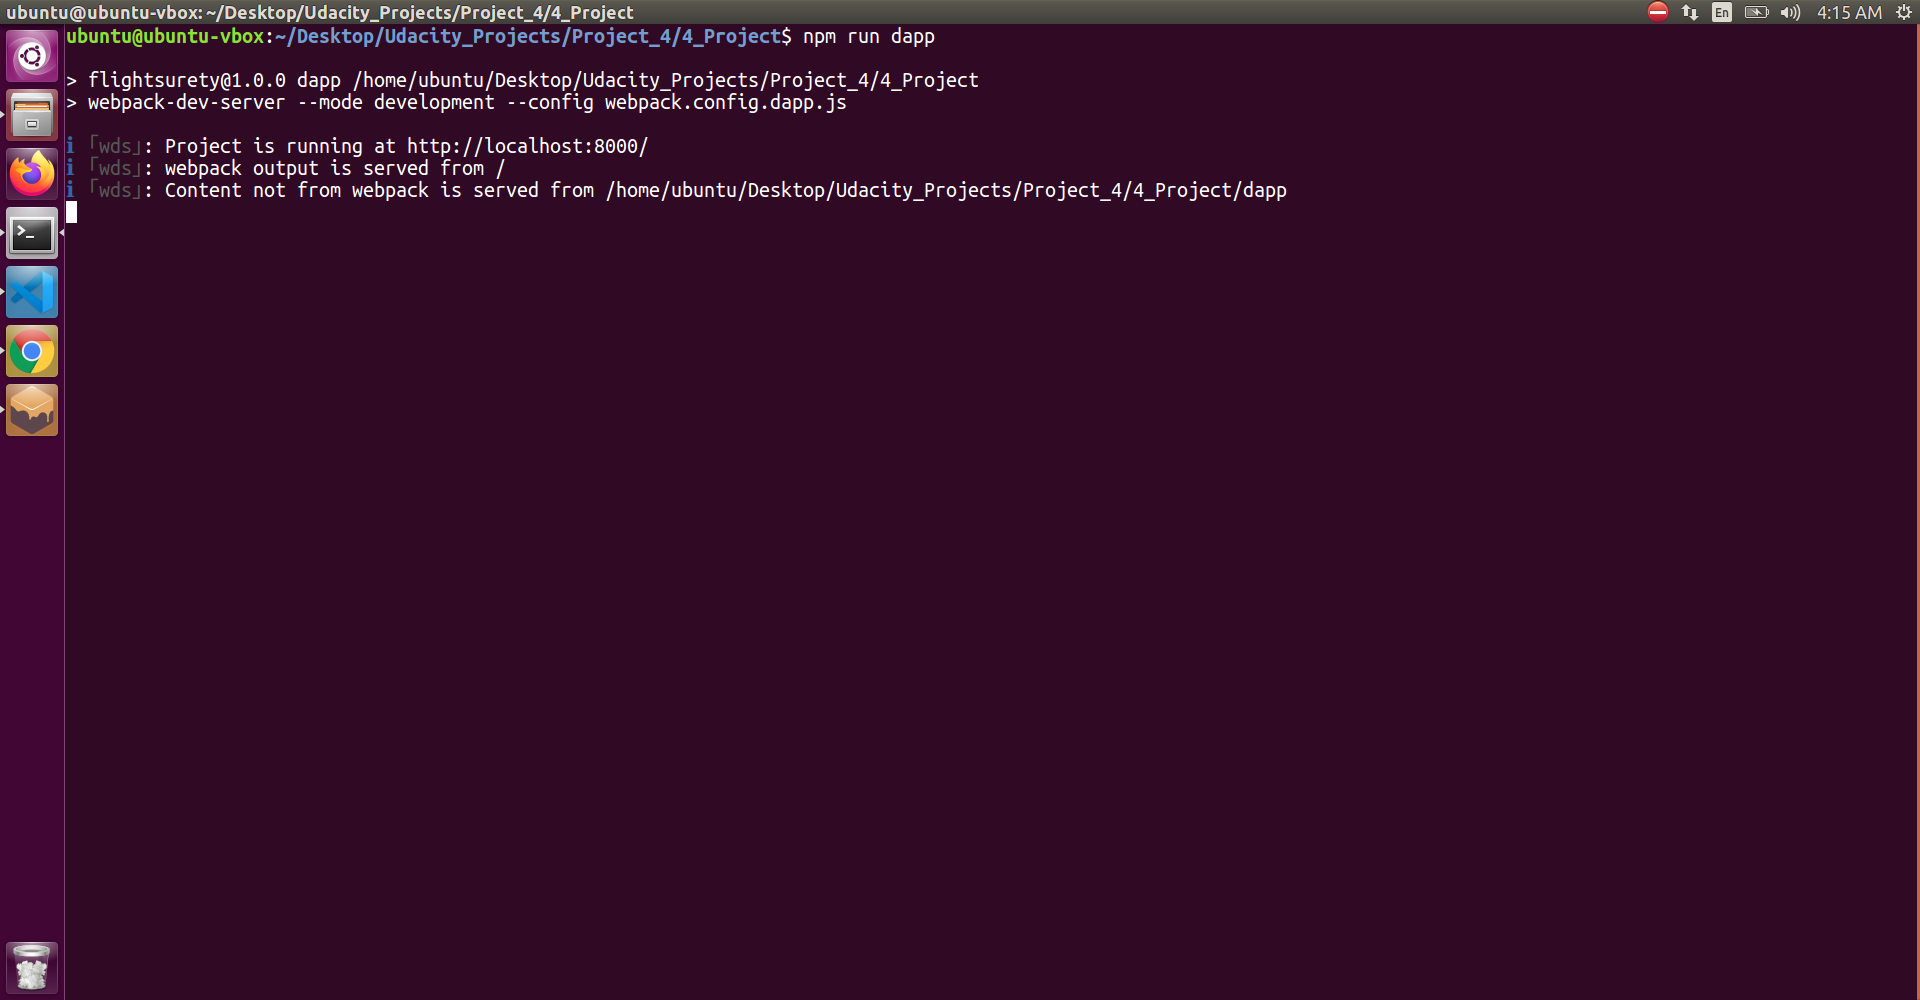 ubuntu@ubuntu-vbox: ~/Desktop/Udacity_Projects/Project_4/4_Project
En
4:15 AM
ubuntu@ubuntu-vbox:~/Desktop/Udacity_Projects/Project_4/4_Project$ npm run dapp
> flightsurety@1.0.0 dapp /home/ubuntu/Desktop/Udacity_Projects/Project_4/4_Project
> webpack-dev-server --mode development --config webpack.config.dapp.js
ℹ ｢wds｣: Project is running at http://localhost:8000/
ℹ ｢wds｣: webpack output is served from /
ℹ ｢wds｣: Content not from webpack is served from /home/ubuntu/Desktop/Udacity_Projects/Project_4/4_Project/dapp